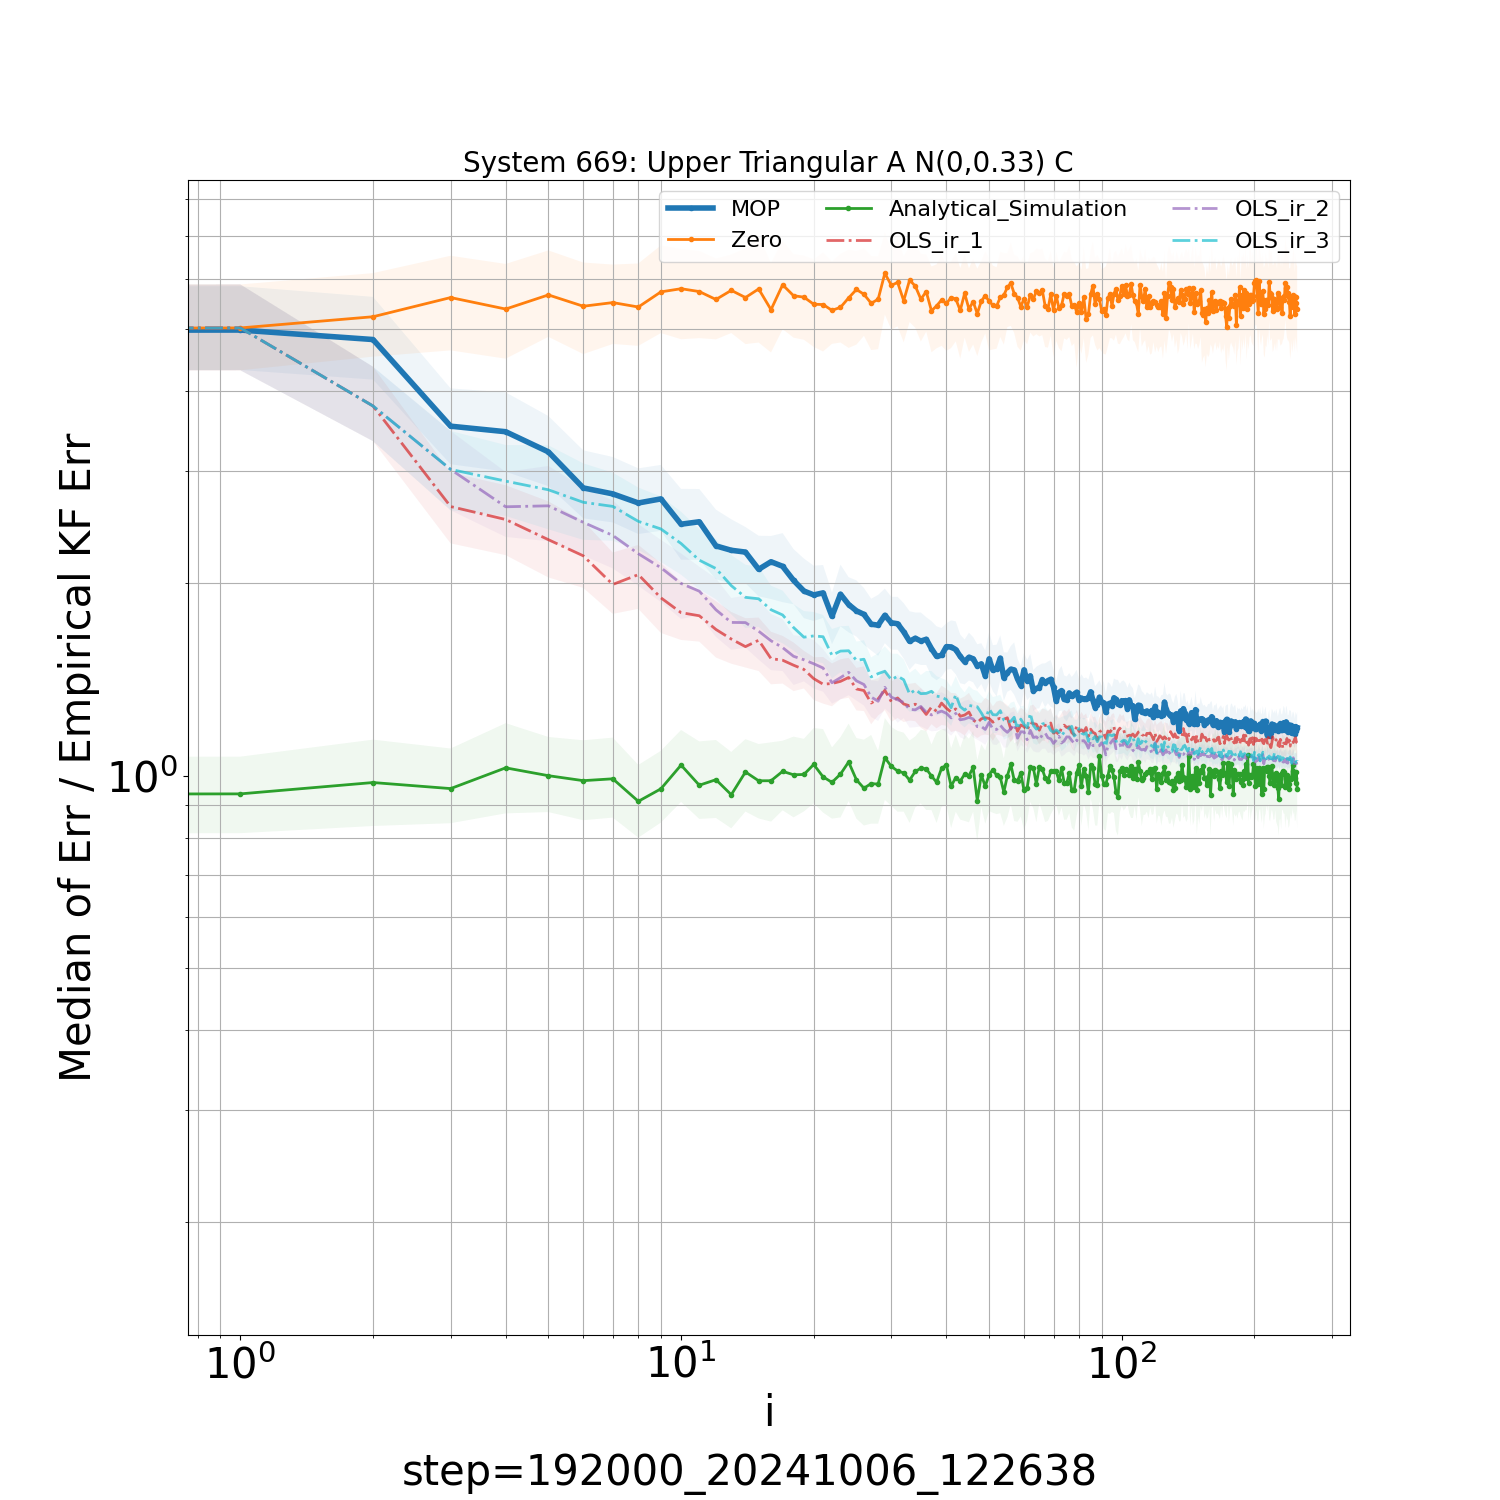 System 669: Upper Triangular A N(0,0.33) C
MOP
Zero
Analytical_Simulation
OLS_ir_1
OLS_ir_2
OLS_ir_3
Median of Err / Empirical KF Err
10⁰
10⁰ 10¹ 10²
i
step=192000_20241006_122638